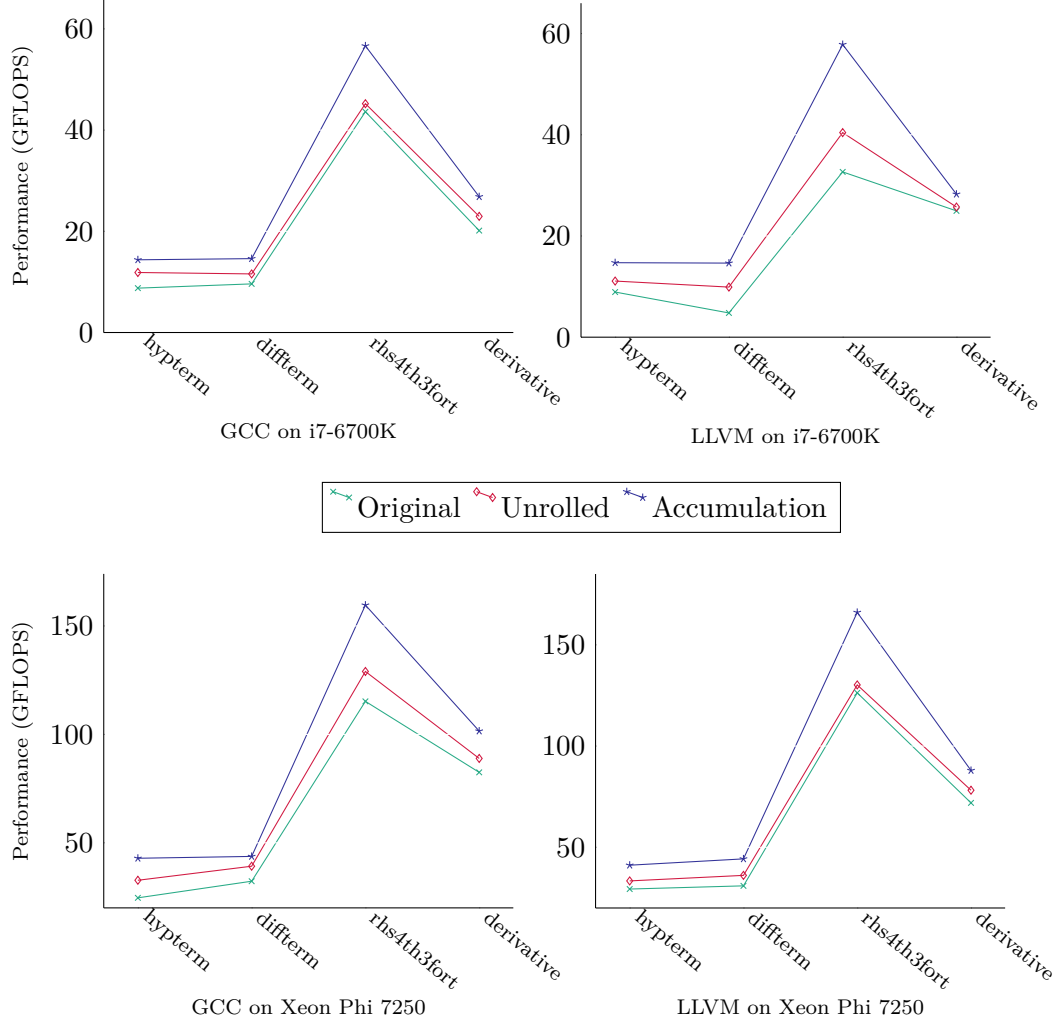 Performance (GFLOPS)
60
40
20
0
hypterm
diffterm
rhs4th3fort
derivative
GCC on i7-6700K
60
40
20
0
hypterm
diffterm
rhs4th3fort
derivative
LLVM on i7-6700K
Original Unrolled Accumulation
Performance (GFLOPS)
150
100
50
hypterm
diffterm
rhs4th3fort
derivative
GCC on Xeon Phi 7250
150
100
50
hypterm
diffterm
rhs4th3fort
derivative
LLVM on Xeon Phi 7250